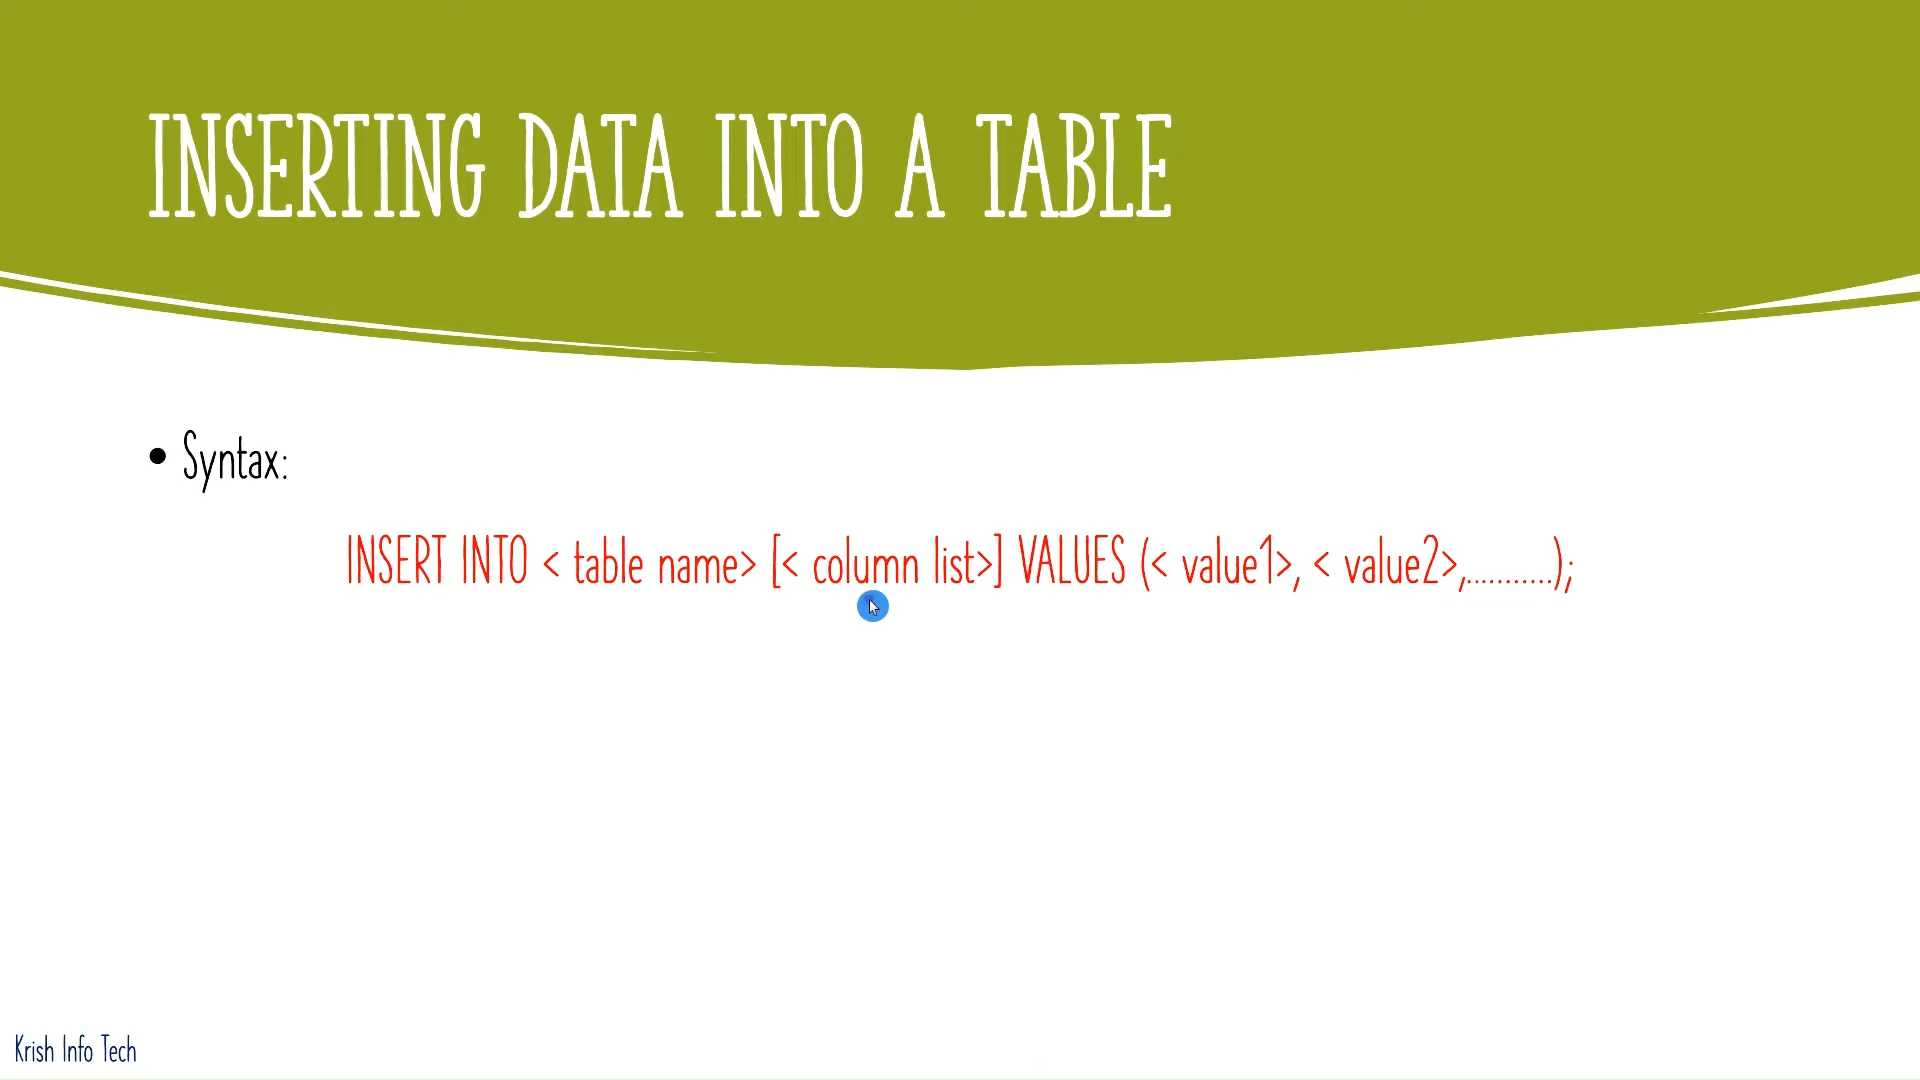 INSERTING DATA INTO A TABLE
• Syntax:
INSERT INTO < table name> [< column list>] VALUES (< value1>, < value2>,...........);
Krish Info Tech